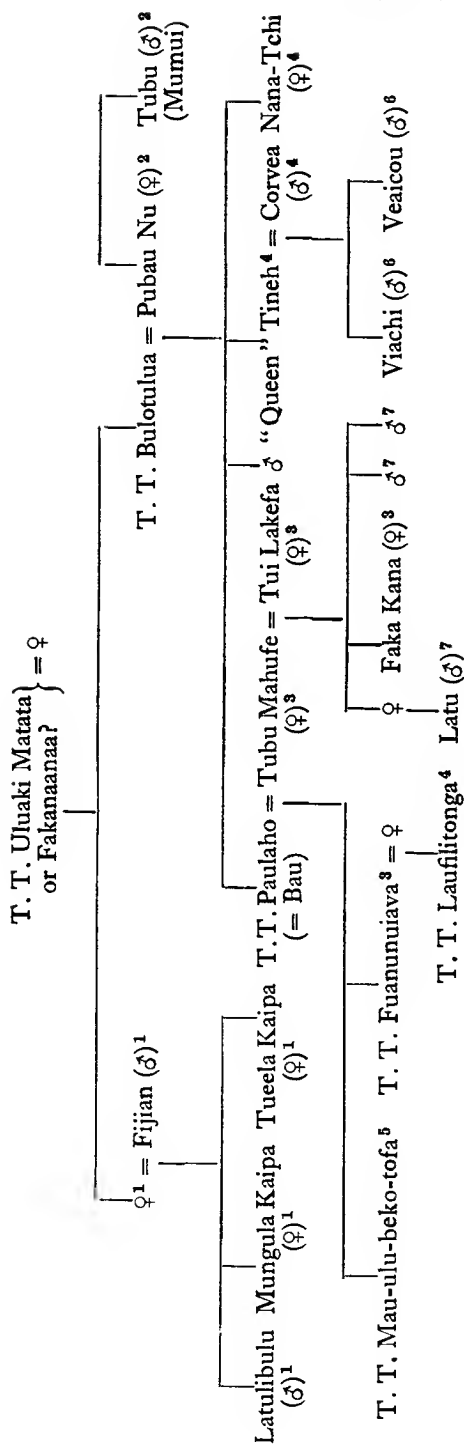 T. T. Uluaki Matata } = ♀
or Fakanaanaa?
♀¹ = Fijian (♂)¹
T. T. Bulotulua = Pubau Nu (♀)²
Tubu (♂)²
(Mumui)
Latulibulu
(♂)¹
Mungula Kaipa
(♀)¹
Tueela Kaipa
(♀)¹
T. T. Paulaho = Tubu Mahufe = Tui Lakefa
(= Bau)
(♀)³
(♀)³
♂
"Queen" Tineh⁴ = Corvea
(♂)⁴
Nana-Tchi
(♀)⁴
T. T. Mau-ulu-beko-tofa⁵
T. T. Fuanunuiava³ = ♀
♀
Faka Kana (♀)³
♂⁷
♂⁷
Viachi (♂)⁶
Veaicou (♂)⁶
T. T. Laufilitonga⁴
Latu (♂)⁷